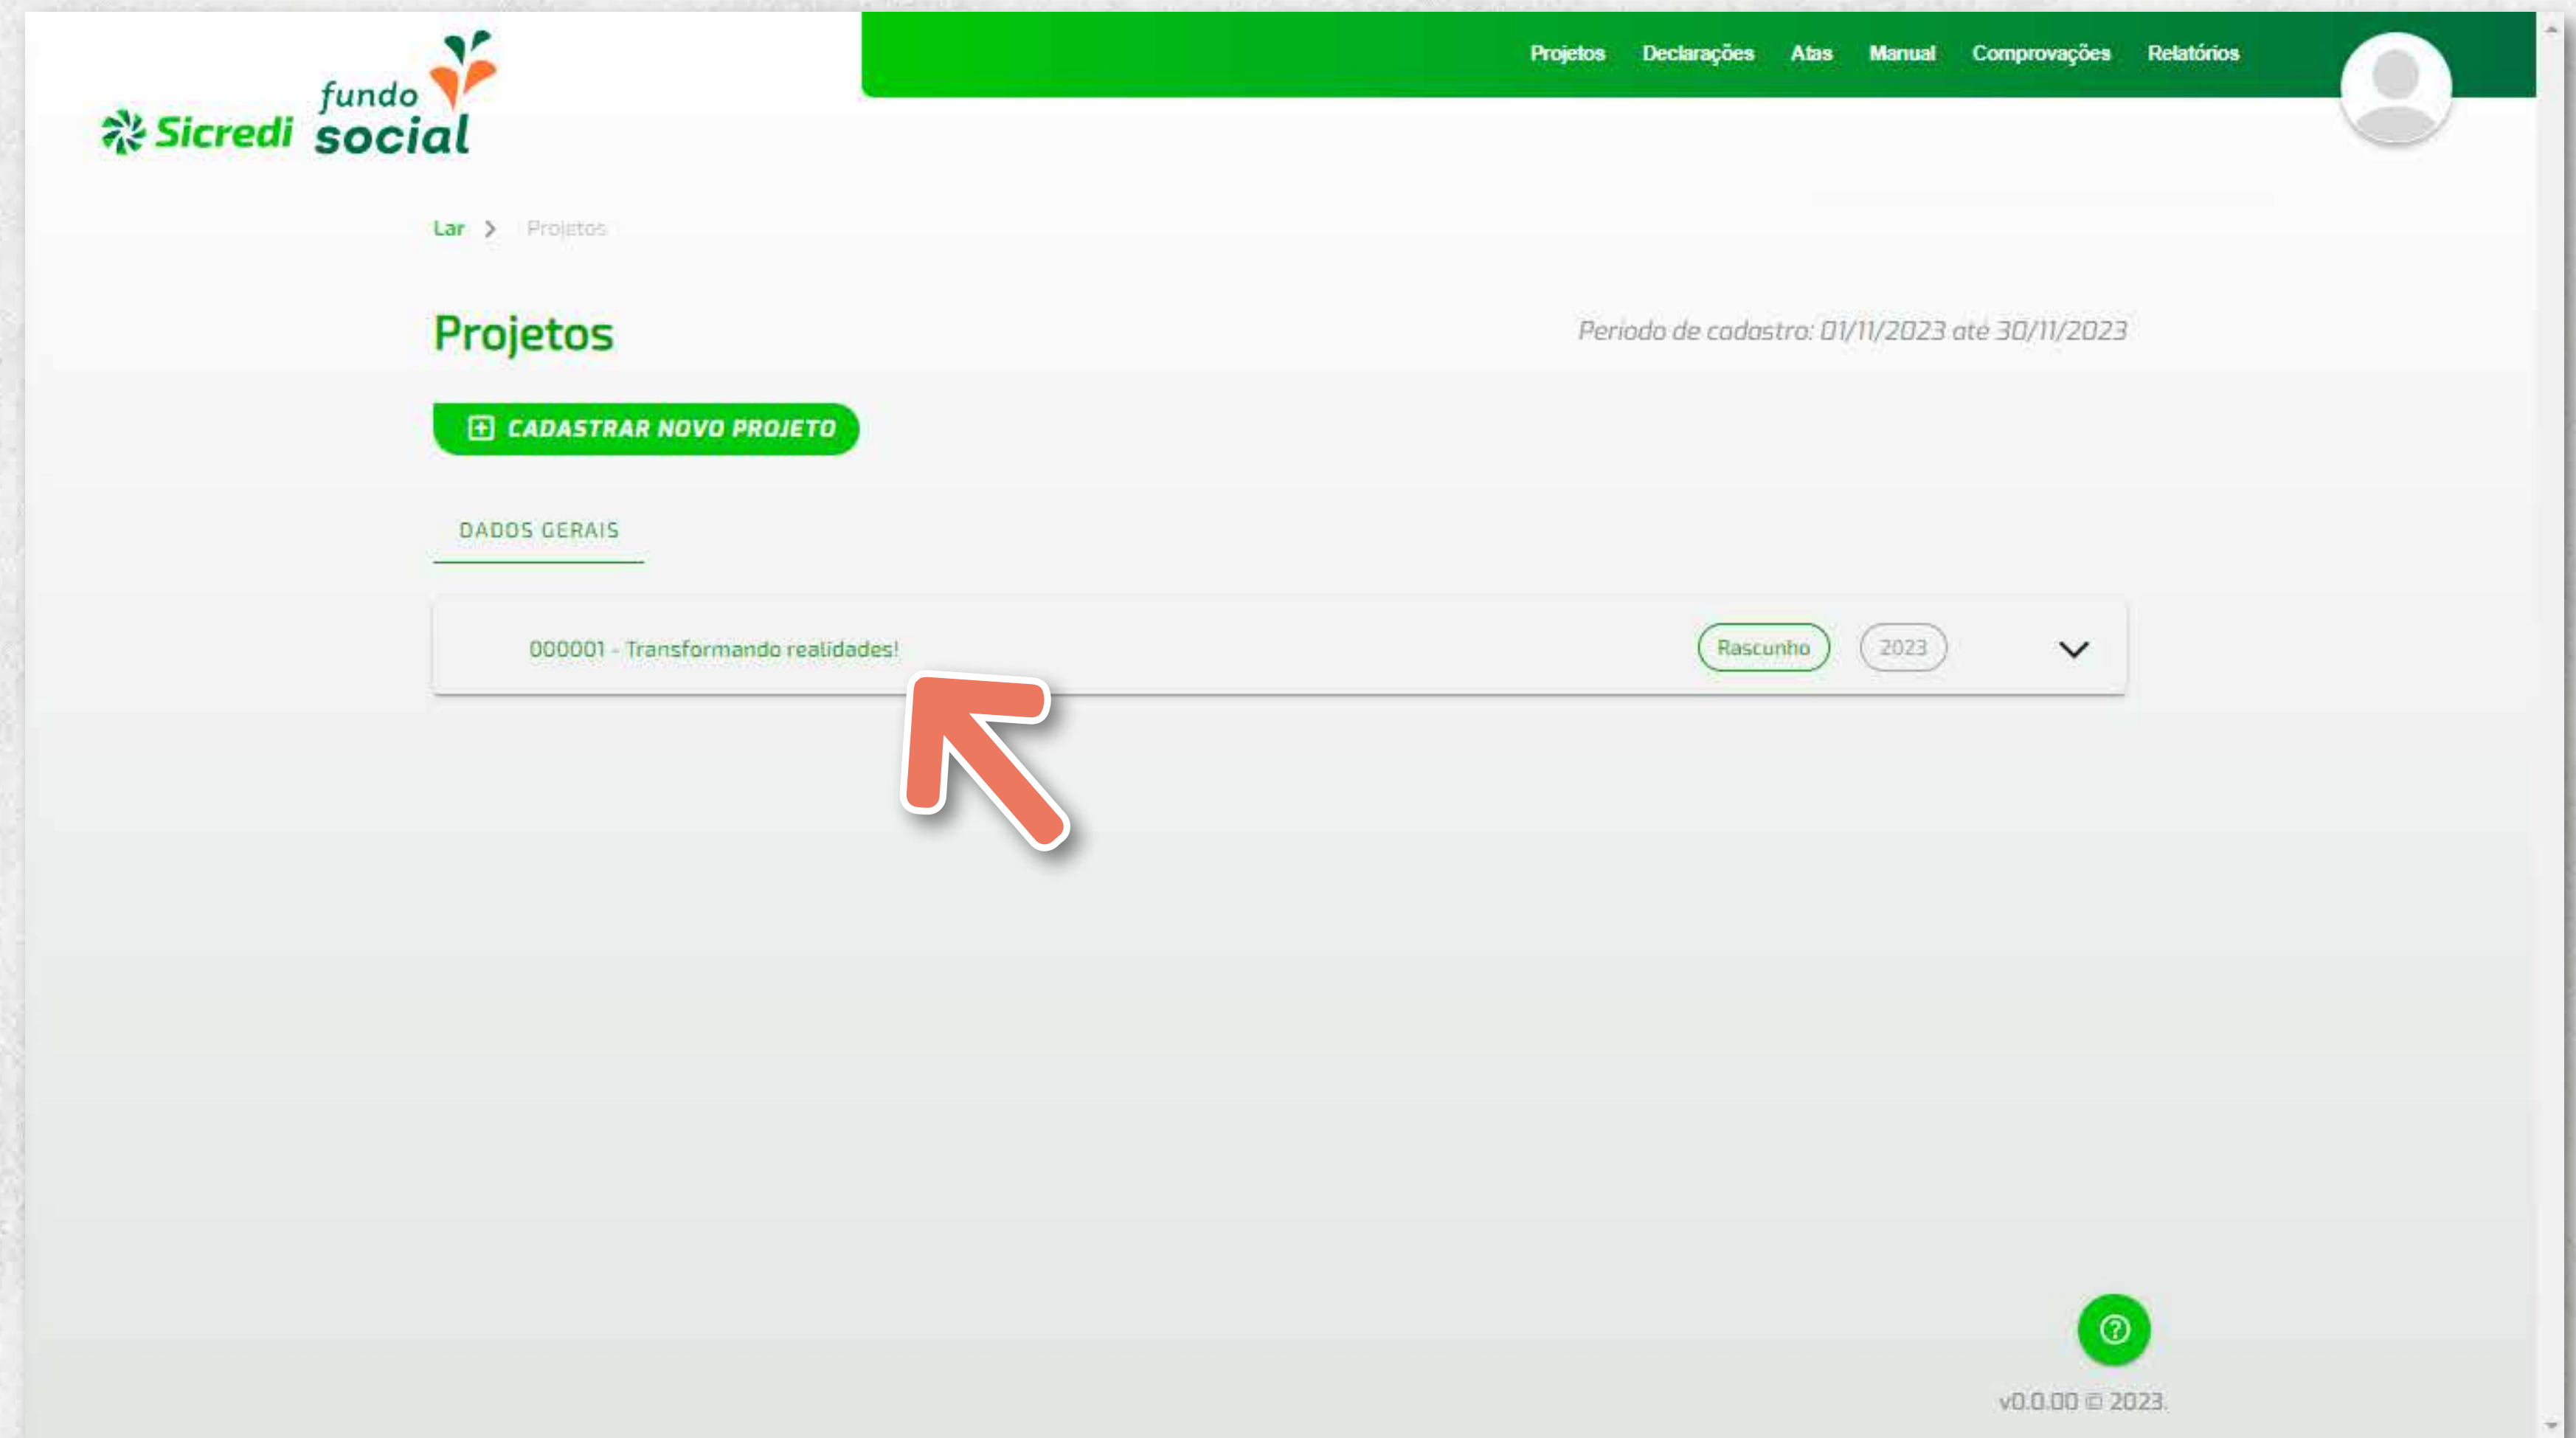 Sicredi fundo social
Projetos Declarações Atas Manual Comprovações Relatórios
Lar > Projetos
Projetos
Período de cadastro: 01/11/2023 até 30/11/2023
CADASTRAR NOVO PROJETO
DADOS GERAIS
000001 - Transformando realidades! Rascunho 2023
v0.0.00 © 2023.